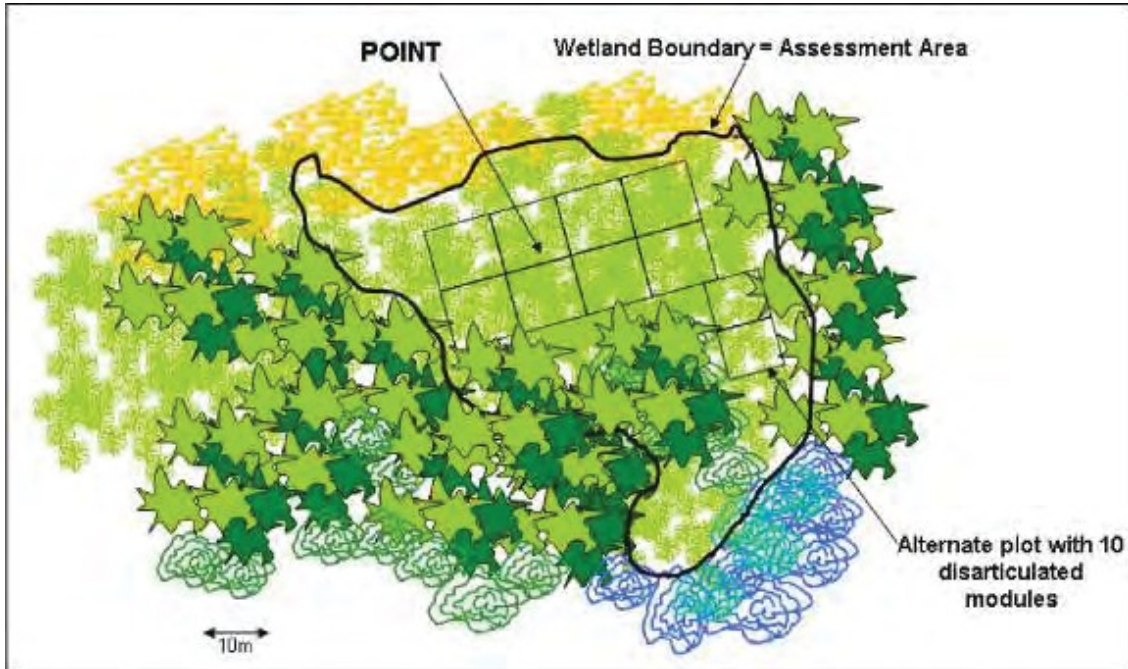 POINT
Wetland Boundary = Assessment Area
Alternate plot with 10
disarticulated
modules
10m